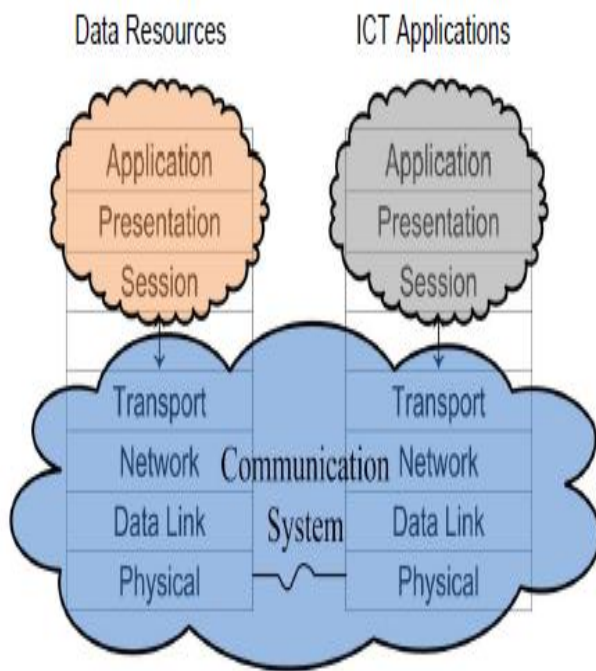 Data Resources
ICT Applications
Application
Presentation
Session
Application
Presentation
Session
Transport
Network
Data Link
Physical
Communication
System
Transport
Network
Data Link
Physical